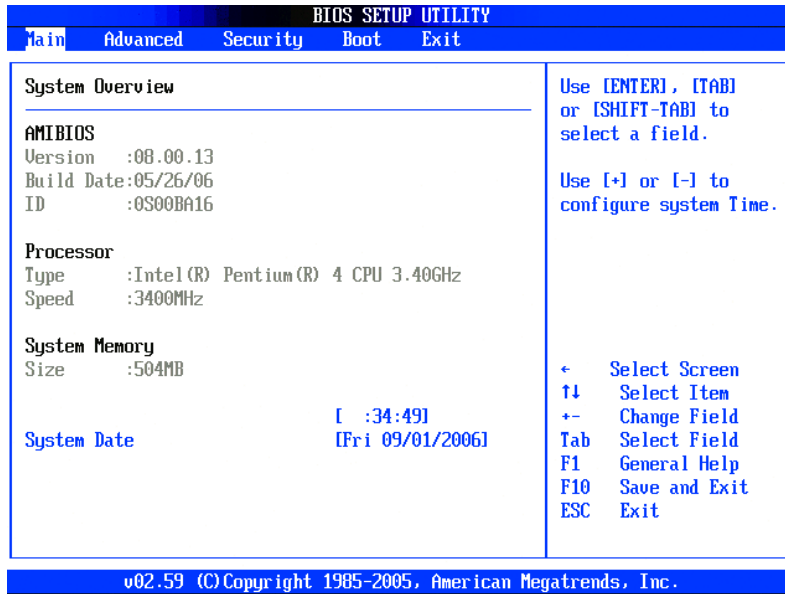 BIOS SETUP UTILITY
Main Advanced Security Boot Exit
System Overview
AMIBIOS
Version :08.00.13
Build Date:05/26/06
ID :0S00BA16
Processor
Type :Intel(R) Pentium(R) 4 CPU 3.40GHz
Speed :3400MHz
System Memory
Size :504MB
[ :34:49]
System Date [Fri 09/01/2006]
Use [ENTER], [TAB]
or [SHIFT-TAB] to
select a field.
Use [+] or [-] to
configure system Time.
← Select Screen
↑↓ Select Item
+- Change Field
Tab Select Field
F1 General Help
F10 Save and Exit
ESC Exit
v02.59 (C)Copyright 1985-2005, American Megatrends, Inc.